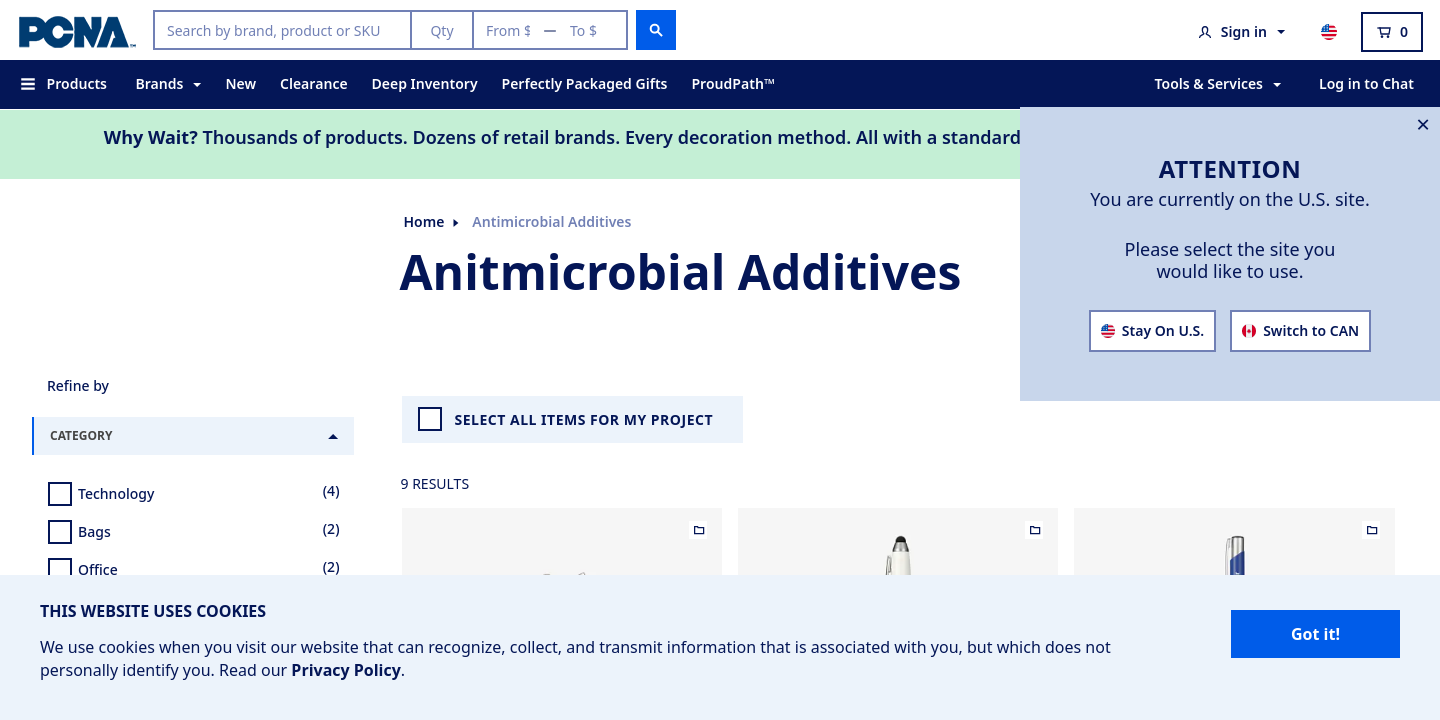 PCNA™
Search by brand, product or SKU
Qty
From $ — To $
Sign in
0
Products
Brands
New
Clearance
Deep Inventory
Perfectly Packaged Gifts
ProudPath™
Tools & Services
Log in to Chat
Why Wait? Thousands of products. Dozens of retail brands. Every decoration method. All with a standard
ATTENTION
You are currently on the U.S. site.
Please select the site you
would like to use.
Stay On U.S.
Switch to CAN
Home
Antimicrobial Additives
Anitmicrobial Additives
Refine by
CATEGORY
Technology (4)
Bags (2)
Office (2)
SELECT ALL ITEMS FOR MY PROJECT
9 RESULTS
THIS WEBSITE USES COOKIES
We use cookies when you visit our website that can recognize, collect, and transmit information that is associated with you, but which does not
personally identify you. Read our Privacy Policy.
Got it!